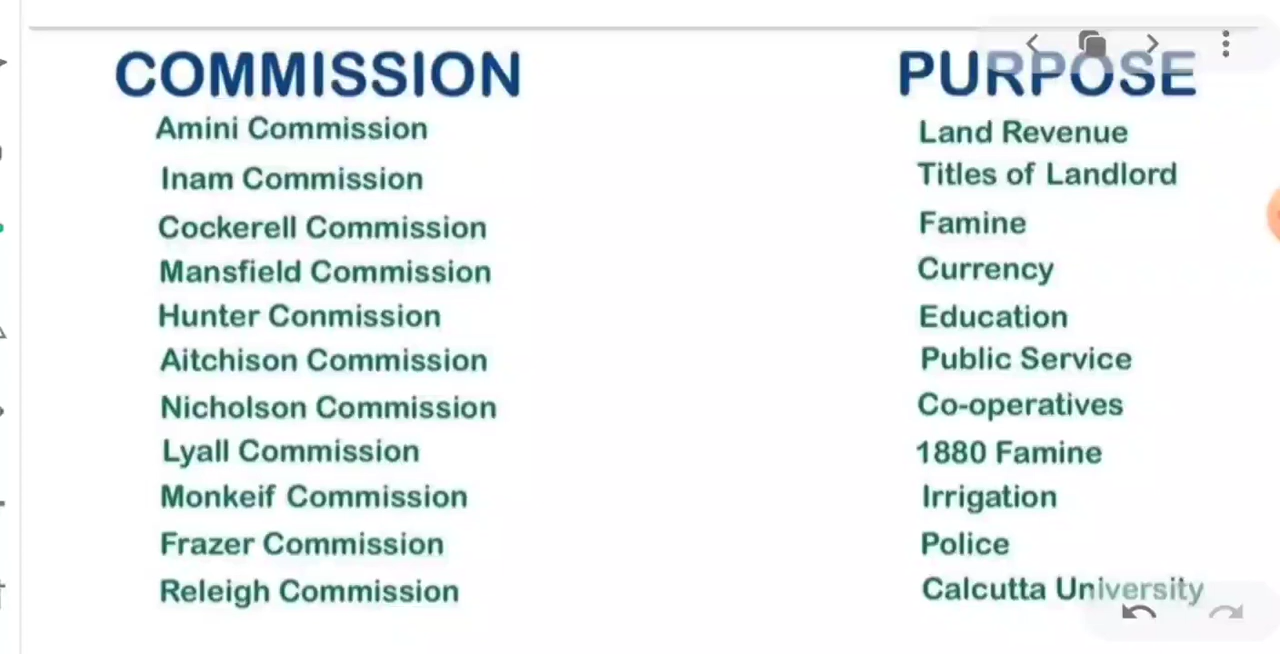 COMMISSION PURPOSE
Amini Commission Land Revenue
Inam Commission Titles of Landlord
Cockerell Commission Famine
Mansfield Commission Currency
Hunter Conmission Education
Aitchison Commission Public Service
Nicholson Commission Co-operatives
Lyall Commission 1880 Famine
Monkeif Commission Irrigation
Frazer Commission Police
Releigh Commission Calcutta University